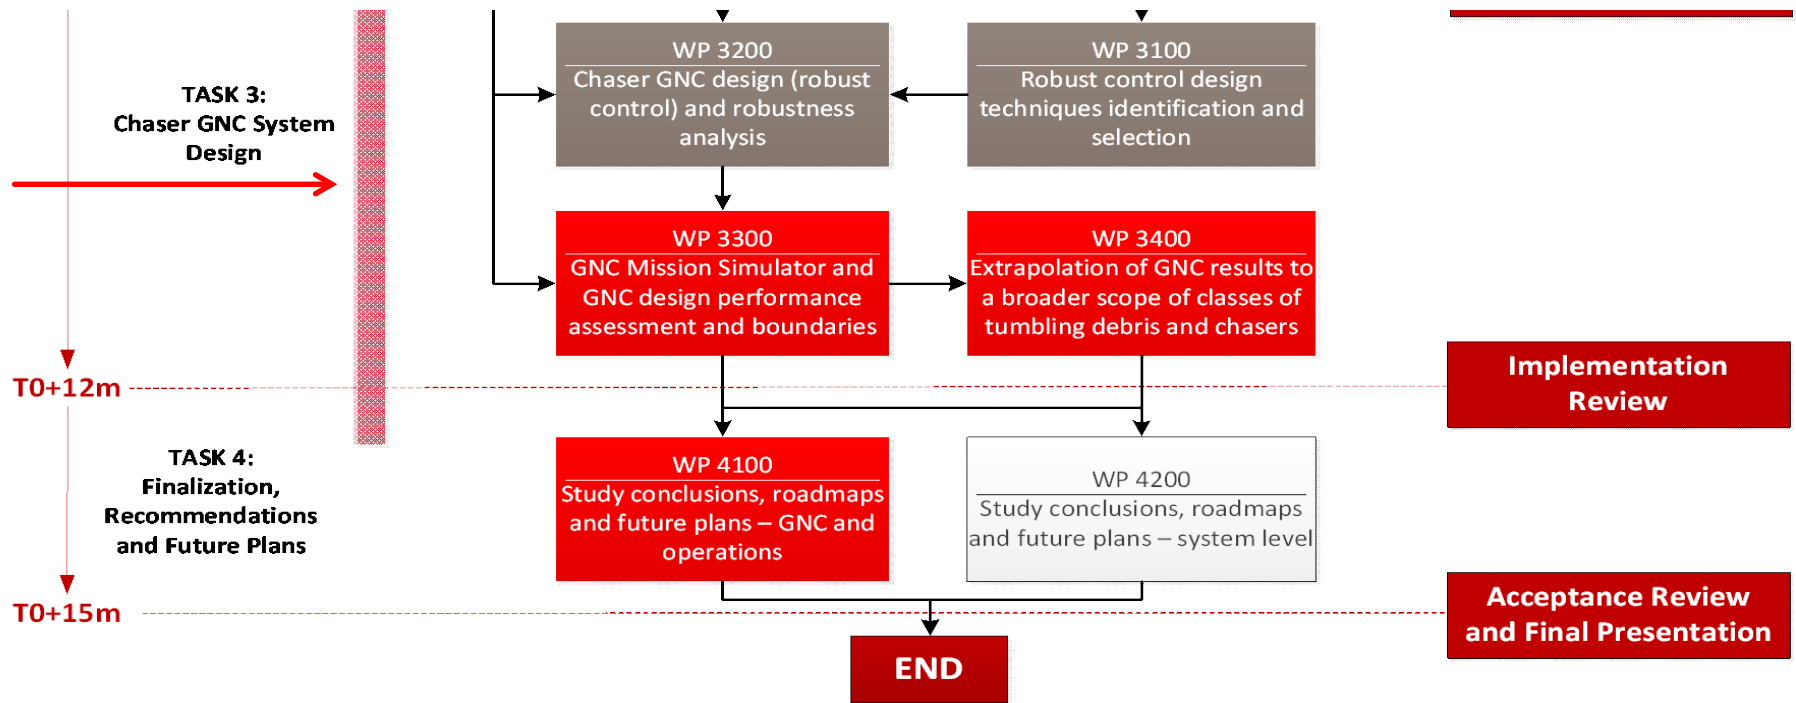 WP 3200
Chaser GNC design (robust
control) and robustness
analysis
WP 3100
Robust control design
techniques identification and
selection
TASK 3:
Chaser GNC System
Design
WP 3300
GNC Mission Simulator and
GNC design performance
assessment and boundaries
WP 3400
Extrapolation of GNC results to
a broader scope of classes of
tumbling debris and chasers
T0+12m
Implementation
Review
TASK 4:
Finalization,
Recommendations
and Future Plans
WP 4100
Study conclusions, roadmaps
and future plans – GNC and
operations
WP 4200
Study conclusions, roadmaps
and future plans – system level
T0+15m
Acceptance Review
and Final Presentation
END